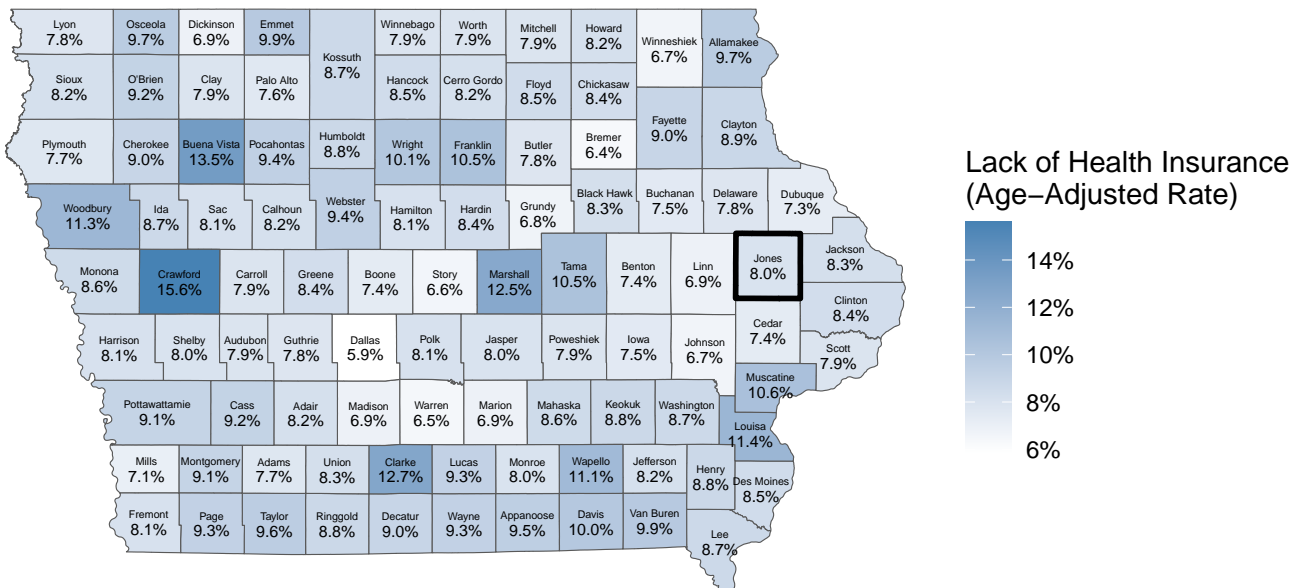 Lyon
7.8%
Osceola
9.7%
Dickinson
6.9%
Emmet
9.9%
Kossuth
8.7%
Winnebago
7.9%
Worth
7.9%
Mitchell
7.9%
Howard
8.2%
Winneshiek
6.7%
Allamakee
9.7%
Sioux
8.2%
O'Brien
9.2%
Clay
7.9%
Palo Alto
7.6%
Hancock
8.5%
Cerro Gordo
8.2%
Floyd
8.5%
Chickasaw
8.4%
Fayette
9.0%
Clayton
8.9%
Plymouth
7.7%
Cherokee
9.0%
Buena Vista
13.5%
Pocahontas
9.4%
Humboldt
8.8%
Wright
10.1%
Franklin
10.5%
Butler
7.8%
Bremer
6.4%
Woodbury
11.3%
Ida
8.7%
Sac
8.1%
Calhoun
8.2%
Webster
9.4%
Hamilton
8.1%
Hardin
8.4%
Grundy
6.8%
Black Hawk
8.3%
Buchanan
7.5%
Delaware
7.8%
Dubuque
7.3%
Monona
8.6%
Crawford
15.6%
Carroll
7.9%
Greene
8.4%
Boone
7.4%
Story
6.6%
Marshall
12.5%
Tama
10.5%
Benton
7.4%
Linn
6.9%
Jones
8.0%
Jackson
8.3%
Clinton
8.4%
Harrison
8.1%
Shelby
8.0%
Audubon
7.9%
Guthrie
7.8%
Dallas
5.9%
Polk
8.1%
Jasper
8.0%
Poweshiek
7.9%
Iowa
7.5%
Johnson
6.7%
Cedar
7.4%
Scott
7.9%
Muscatine
10.6%
Pottawattamie
9.1%
Cass
9.2%
Adair
8.2%
Madison
6.9%
Warren
6.5%
Marion
6.9%
Mahaska
8.6%
Keokuk
8.8%
Washington
8.7%
Louisa
11.4%
Mills
7.1%
Montgomery
9.1%
Adams
7.7%
Union
8.3%
Clarke
12.7%
Lucas
9.3%
Monroe
8.0%
Wapello
11.1%
Jefferson
8.2%
Henry
8.8%
Des Moines
8.5%
Fremont
8.1%
Page
9.3%
Taylor
9.6%
Ringgold
8.8%
Decatur
9.0%
Wayne
9.3%
Appanoose
9.5%
Davis
10.0%
Van Buren
9.9%
Lee
8.7%
Lack of Health Insurance
(Age−Adjusted Rate)
14%
12%
10%
8%
6%